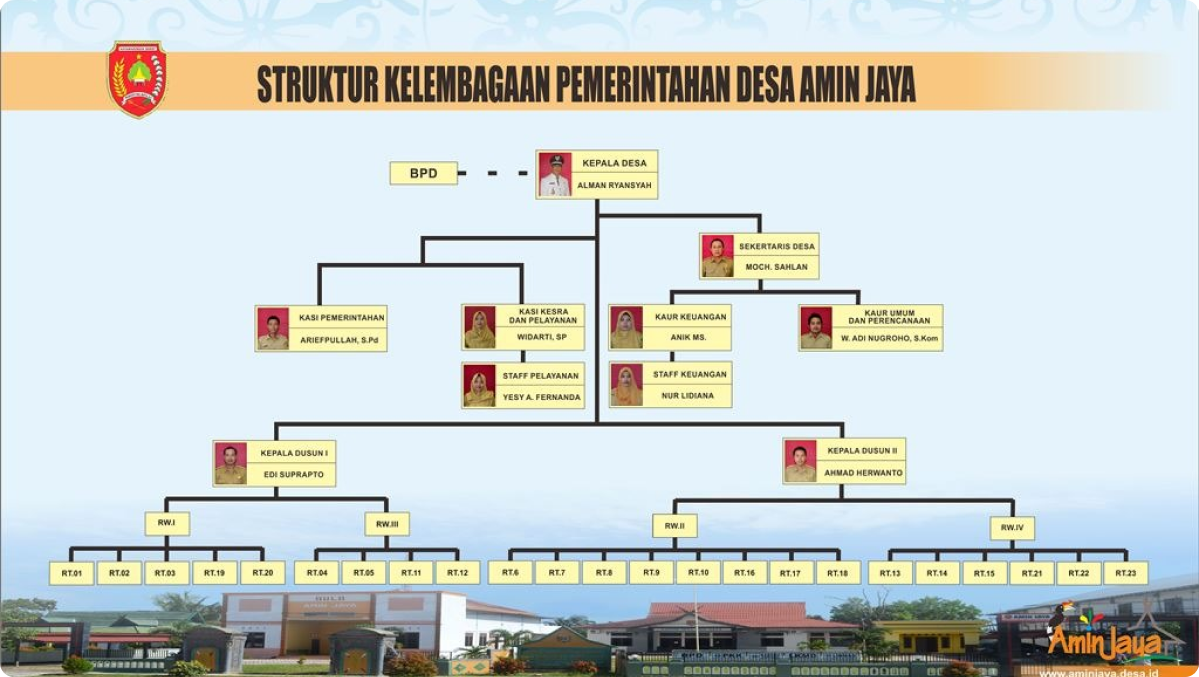 STRUKTUR KELEMBAGAAN PEMERINTAHAN DESA AMIN JAYA
BPD
KEPALA DESA
ALMAN RYANSYAH
SEKERTARIS DESA
MOCH. SAHLAN
KASI PEMERINTAHAN
ARIEFPULLAH, S.Pd
KASI KESRA
DAN PELAYANAN
WIDARTI, SP
KAUR KEUANGAN
ANIK MS.
KAUR UMUM
DAN PERENCANAAN
W. ADI NUGROHO, S.Kom
STAFF PELAYANAN
YESY A. FERNANDA
STAFF KEUANGAN
NUR LIDIANA
KEPALA DUSUN I
EDI SUPRAPTO
KEPALA DUSUN II
AHMAD HERWANTO
RW.I
RW.III
RW.II
RW.IV
RT.01 RT.02 RT.03 RT.19 RT.20 RT.04 RT.05 RT.11 RT.12 RT.6 RT.7 RT.8 RT.9 RT.10 RT.16 RT.17 RT.18 RT.13 RT.14 RT.15 RT.21 RT.22 RT.23
AMIN JAYA
Amin Jaya
www.aminjaya.desa.id